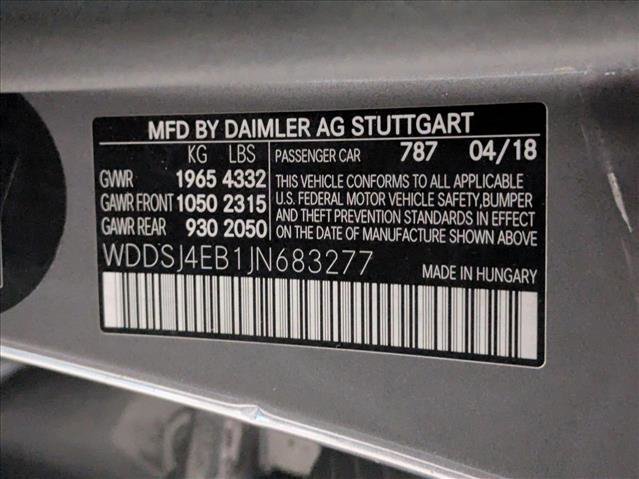 MFD BY DAIMLER AG STUTTGART
KG LBS PASSENGER CAR 787 04/18
GVWR 1965 4332 THIS VEHICLE CONFORMS TO ALL APPLICABLE
GAWR FRONT 1050 2315 U.S. FEDERAL MOTOR VEHICLE SAFETY, BUMPER
GAWR REAR 930 2050 AND THEFT PREVENTION STANDARDS IN EFFECT
ON THE DATE OF MANUFACTURE SHOWN ABOVE
WDDSJ4EB1JN683277 MADE IN HUNGARY